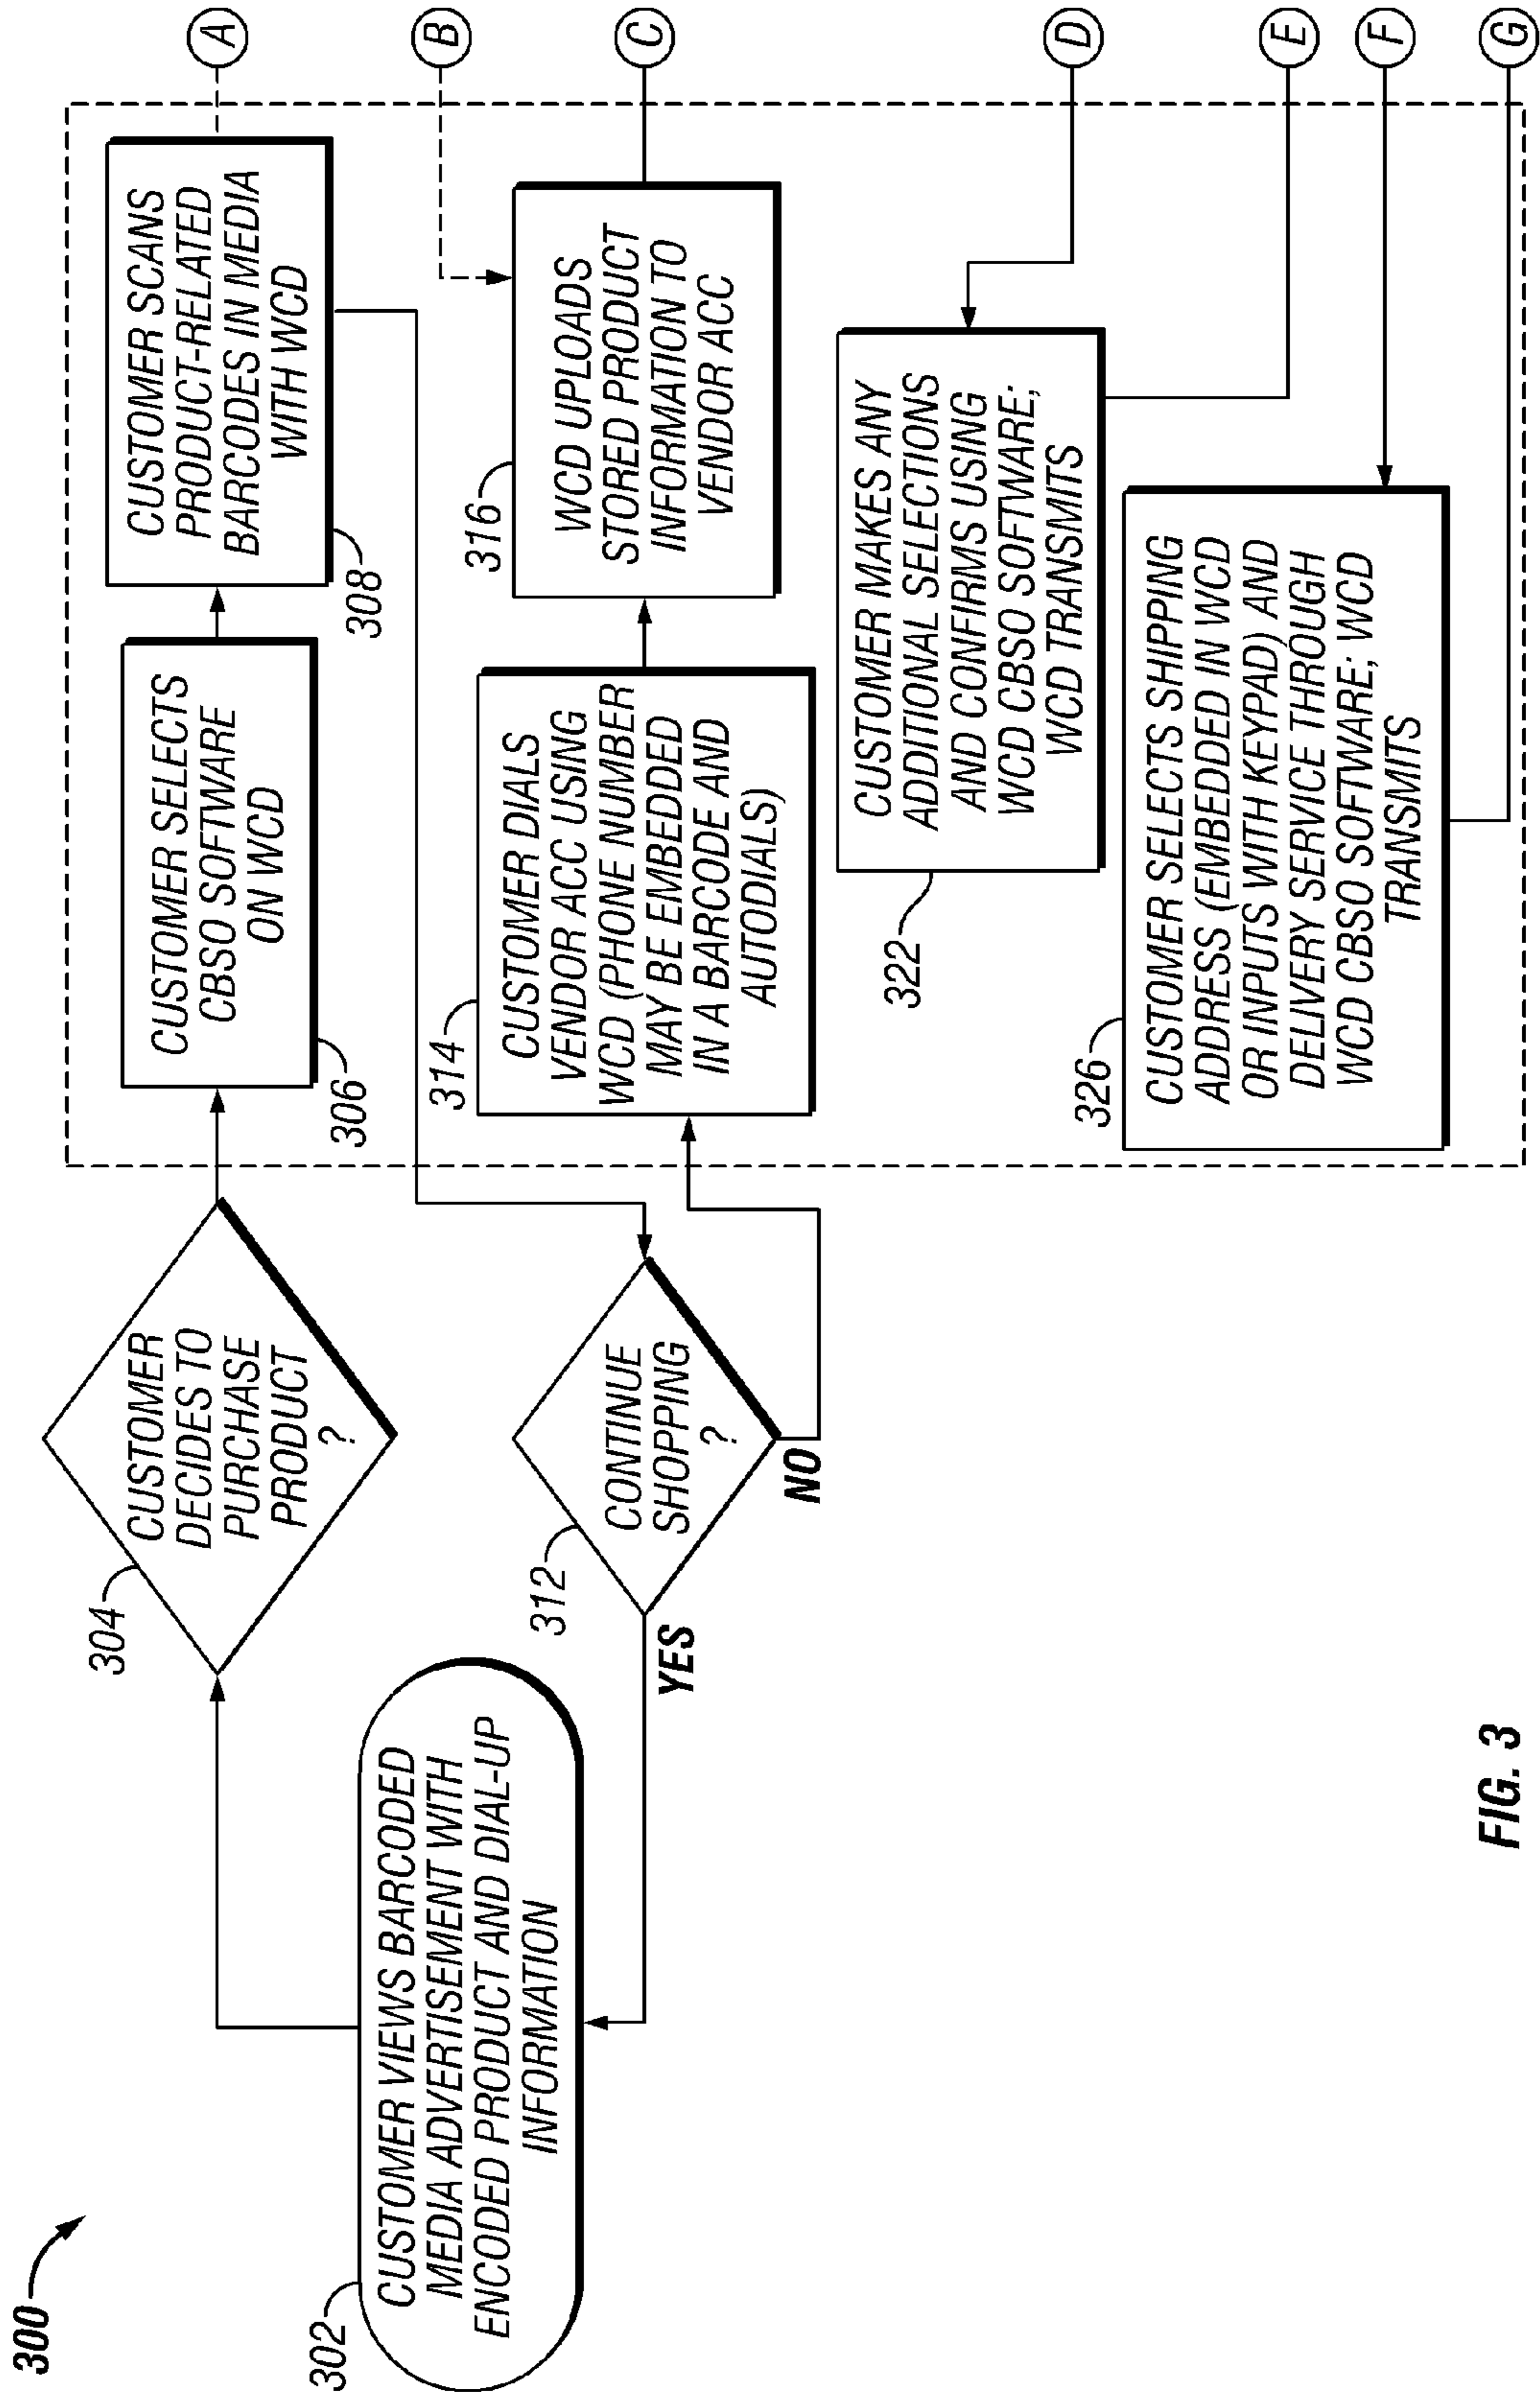 300
302
CUSTOMER VIEWS BARCODED
MEDIA ADVERTISEMENT WITH
ENCODED PRODUCT AND DIAL-UP
INFORMATION
304
CUSTOMER
DECIDES TO
PURCHASE
PRODUCT
?
306
CUSTOMER SELECTS
CBSO SOFTWARE
ON WCD
308
CUSTOMER SCANS
PRODUCT-RELATED
BARCODES IN MEDIA
WITH WCD
A
B
312
CONTINUE
SHOPPING
?
YES
NO
314
CUSTOMER DIALS
VENDOR ACC USING
WCD (PHONE NUMBER
MAY BE EMBEDDED
IN A BARCODE AND
AUTODIALS)
316
WCD UPLOADS
STORED PRODUCT
INFORMATION TO
VENDOR ACC
C
322
CUSTOMER MAKES ANY
ADDITIONAL SELECTIONS
AND CONFIRMS USING
WCD CBSO SOFTWARE;
WCD TRANSMITS
D
E
326
CUSTOMER SELECTS SHIPPING
ADDRESS (EMBEDDED IN WCD
OR INPUTS WITH KEYPAD) AND
DELIVERY SERVICE THROUGH
WCD CBSO SOFTWARE; WCD
TRANSMITS
F
G
FIG. 3